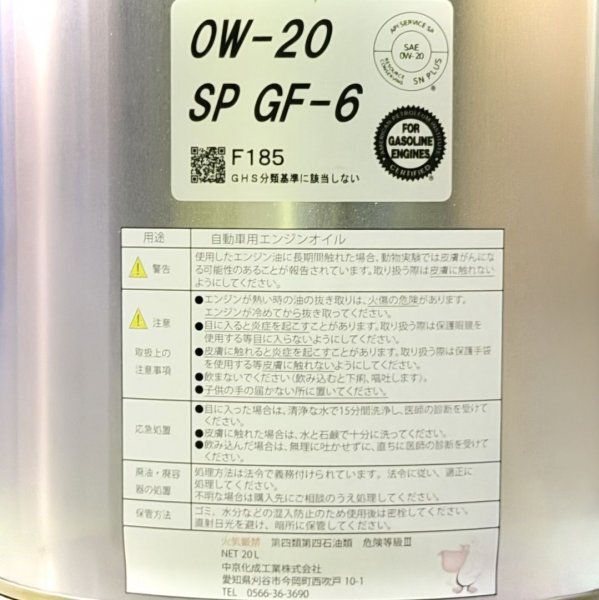 0W-20
SP GF-6
API SERVICE SP
SAE
0W-20
RESOURCE CONSERVING
SN PLUS
AMERICAN PETROLEUM INSTITUTE
FOR
GASOLINE
ENGINES
CERTIFIED
F185
GHS分類基準に該当しない
用途 自動車用エンジンオイル
警告
使用したエンジン油に長期間触れた場合、動物実験では皮膚がんにな
る可能性のあることが報告されています。取り扱う際は皮膚に触れない
ようにしてください。
注意
取扱上の
注意事項
●エンジンが熱い時の油の抜き取りは、火傷の危険があります。
エンジンが冷めてから抜き取ってください。
●目に入ると炎症を起こすことがあります。取り扱う際は保護眼鏡を
使用する等目に入らないようにしてください。
●皮膚に触れると炎症を起こすことがあります。取り扱う際は保護手袋
を使用する等皮膚に触れないようにしてください。
●飲まないでください（飲み込むと下痢、嘔吐します）。
●子供の手の届かない所に置いてください。
応急処置
●目に入った場合は、清浄な水で15分間洗浄し、医師の診断を受けて
ください。
●皮膚に触れた場合は、水と石鹸で十分に洗ってください。
●飲み込んだ場合は、無理に吐かせずに、直ちに医師の診断を受けて
ください。
廃油・廃容
器の処置
処理方法は法令で義務付けられています。法令に従い、適正に
処理してください。
不明な場合は購入先にご相談のうえ処理してください。
保管方法
ゴミ、水分などの混入防止のため使用後は密栓してください。
直射日光を避け、暗所に保管してください。
火気厳禁 第四類第四石油類 危険等級Ⅲ
NET 20L
中京化成工業株式会社
愛知県刈谷市今岡町西吹戸 10-1
TEL 0566-36-3690